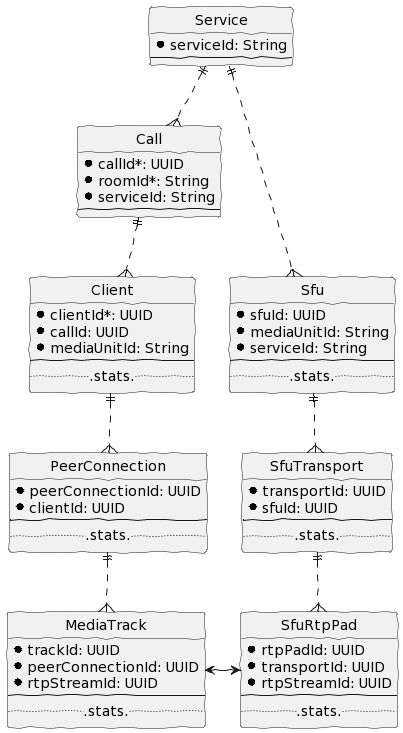 Service
serviceId: String
Call
callId*: UUID
roomId*: String
serviceId: String
Client
clientId*: UUID
callId: UUID
mediaUnitId: String
.stats.
Sfu
sfuId: UUID
mediaUnitId: String
serviceId: String
.stats.
PeerConnection
peerConnectionId: UUID
clientId: UUID
.stats.
SfuTransport
transportId: UUID
sfuId: UUID
.stats.
MediaTrack
trackId: UUID
peerConnectionId: UUID
rtpStreamId: UUID
.stats.
SfuRtpPad
rtpPadId: UUID
transportId: UUID
rtpStreamId: UUID
.stats.